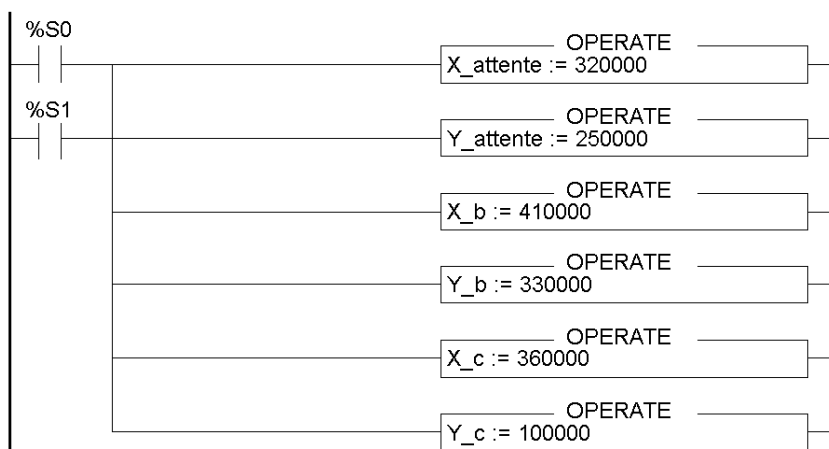 %S0
OPERATE
X_attente := 320000
%S1
OPERATE
Y_attente := 250000
OPERATE
X_b := 410000
OPERATE
Y_b := 330000
OPERATE
X_c := 360000
OPERATE
Y_c := 100000